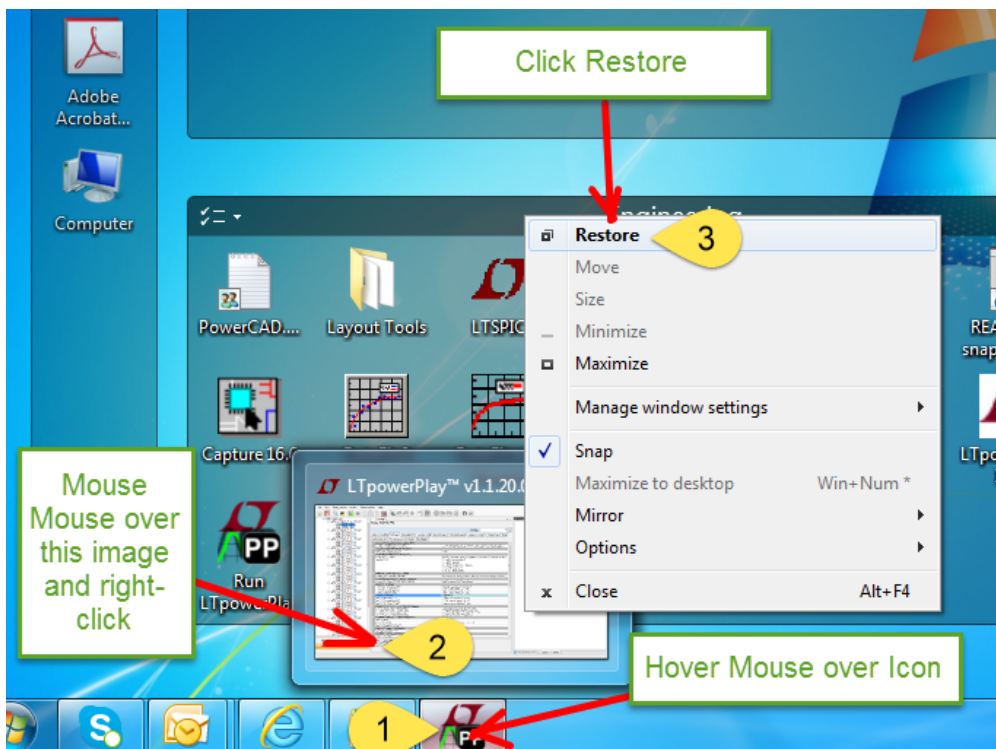 Click Restore
Adobe
Acrobat...
Computer
Restore
3
Move
Size
Minimize
Maximize
Manage window settings
Snap
Maximize to desktop Win+Num *
Mirror
Options
Close Alt+F4
PowerCAD....
Layout Tools
LTSPIC
REA
snap
Capture 16.
LTpo
Mouse
Mouse over
this image
and right-
click
LTpowerPlay™ v1.1.20.
PP
Run
LTpowerPla
2
Hover Mouse over Icon
1
PP